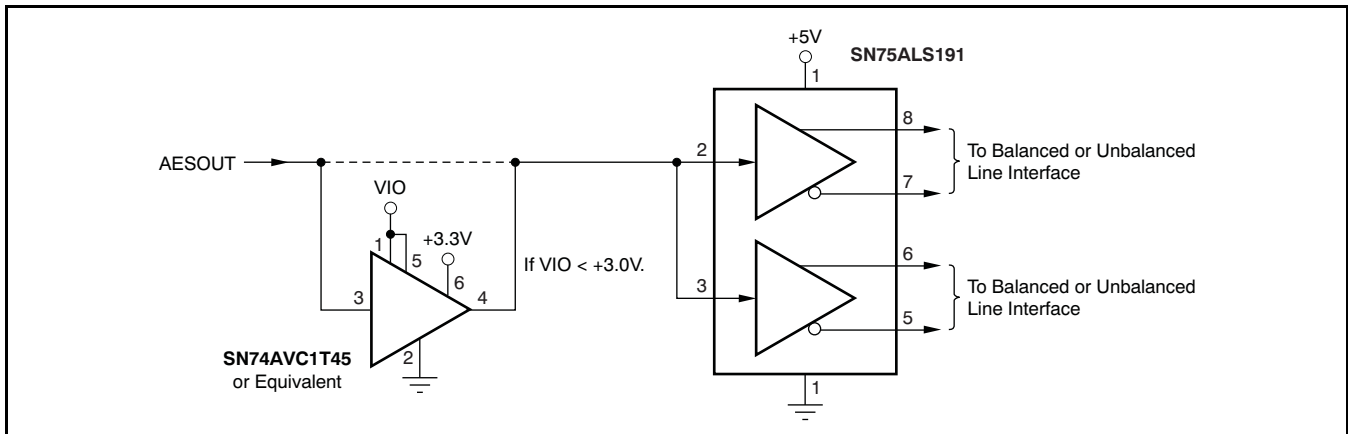 +5V
SN75ALS191
1
8
2
7
To Balanced or Unbalanced
Line Interface
AESOUT
VIO
1
5
+3.3V
6
If VIO < +3.0V.
3
4
2
SN74AVC1T45
or Equivalent
3
6
5
To Balanced or Unbalanced
Line Interface
1